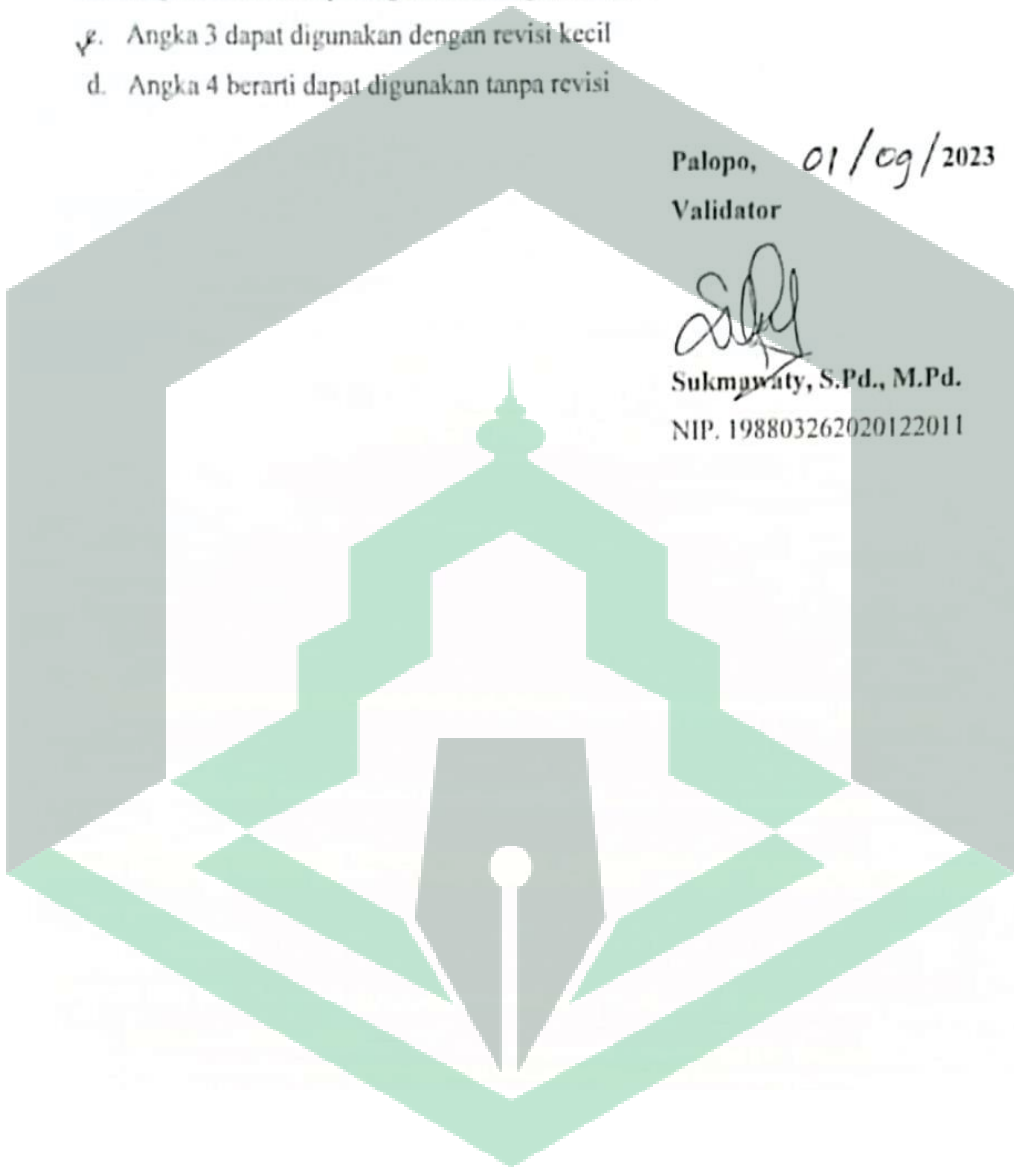 c. Angka 3 dapat digunakan dengan revisi kecil
d. Angka 4 berarti dapat digunakan tanpa revisi
Palopo, 01/09/2023
Validator
Sukmawaty, S.Pd., M.Pd.
NIP. 198803262020122011